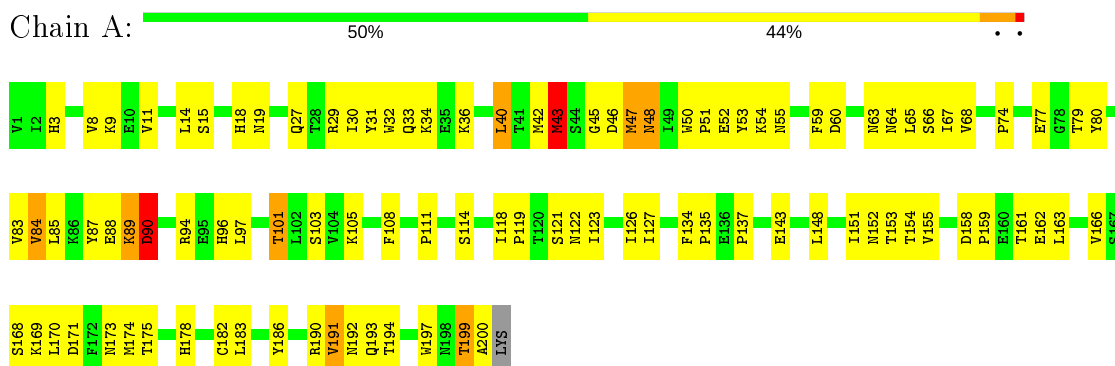 Chain A:
50% 44% • •
V1 I2 H3 V8 K9 E10 V11 L14 S15 H18 N19 Q27 T28 R29 I30 Y31 W32 Q33 K34 E35 K36 L40 T41 M42 M43 S44 G45 D46 M47 N48 I49 W50 P51 E52 Y53 K54 N55 F59 D60 N63 N64 L65 S66 I67 V68 P74 E77 G78 T79 Y80
V83 V84 L85 K86 Y87 E88 K89 D90 R94 E95 H96 L97 T101 L102 S103 V104 K105 F108 P111 S114 I118 P119 T120 S121 N122 I123 I126 I127 F134 P135 E136 P137 E143 L148 I151 N152 T153 T154 V155 D158 P159 E160 T161 E162 L163 V166 S167
S168 K169 L170 D171 F172 N173 M174 T175 H178 C182 L183 Y186 R190 V191 N192 Q193 T194 W197 N198 T199 A200 LYS